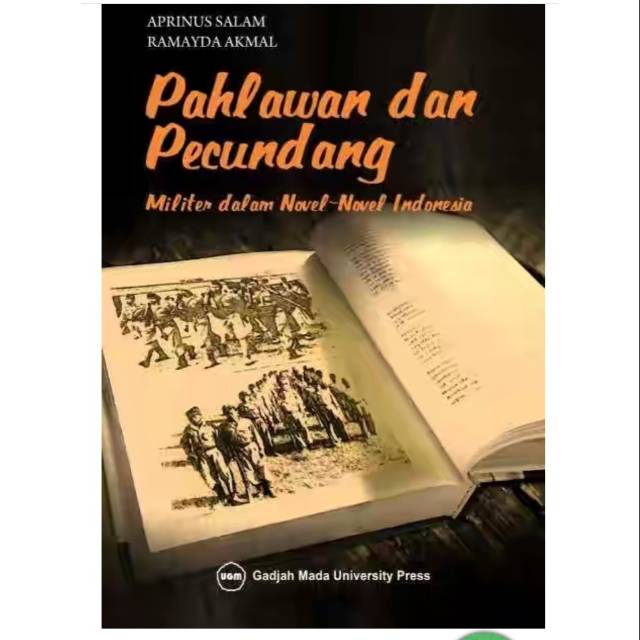 APRINUS SALAM
RAMAYDA AKMAL
Pahlawan dan
Pecundang
Militer dalam Novel-Novel Indonesia
UGM Gadjah Mada University Press